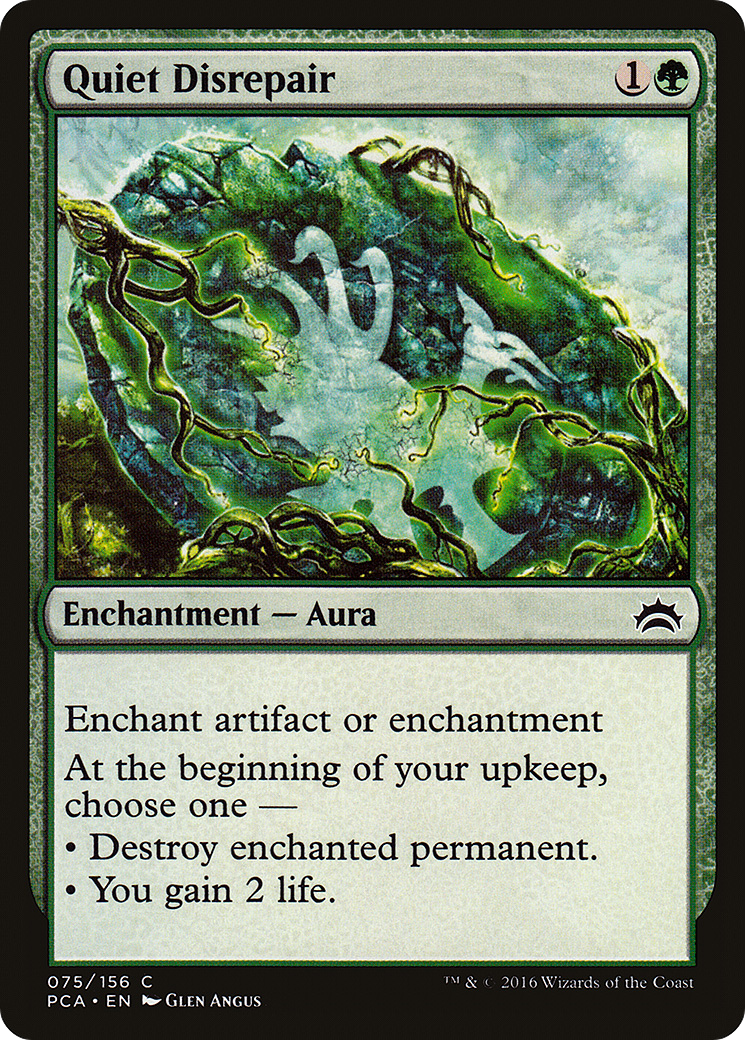 Quiet Disrepair 1
Enchantment — Aura
Enchant artifact or enchantment
At the beginning of your upkeep,
choose one —
• Destroy enchanted permanent.
• You gain 2 life.
075/156 C
PCA • EN Glen Angus
™ & © 2016 Wizards of the Coast